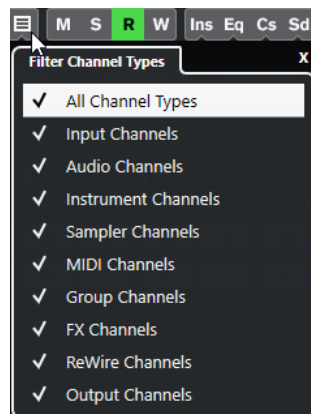 M S R W Ins Eq Cs Sd
Filter Channel Types X
All Channel Types
Input Channels
Audio Channels
Instrument Channels
Sampler Channels
MIDI Channels
Group Channels
FX Channels
ReWire Channels
Output Channels